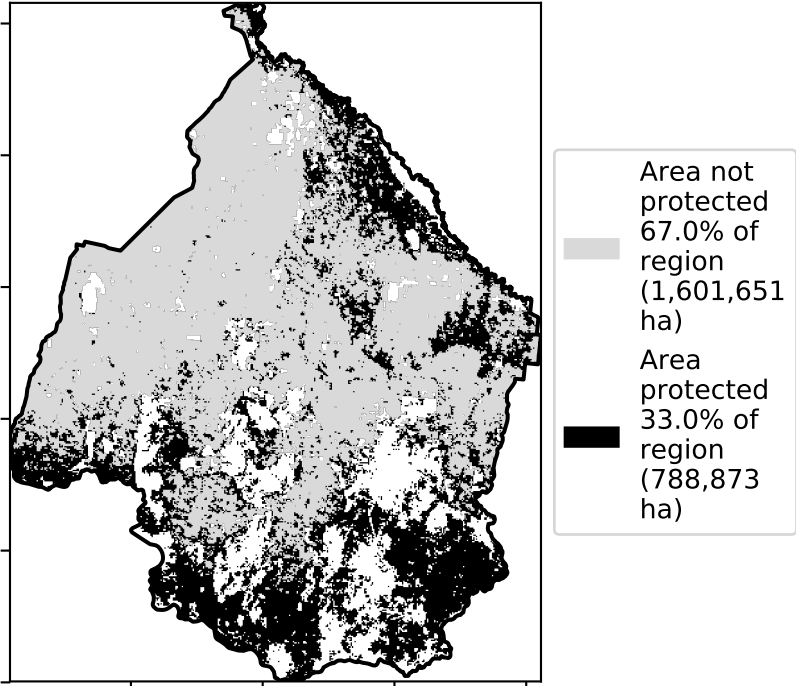 Area not
protected
67.0% of
region
(1,601,651
ha)
Area
protected
33.0% of
region
(788,873
ha)